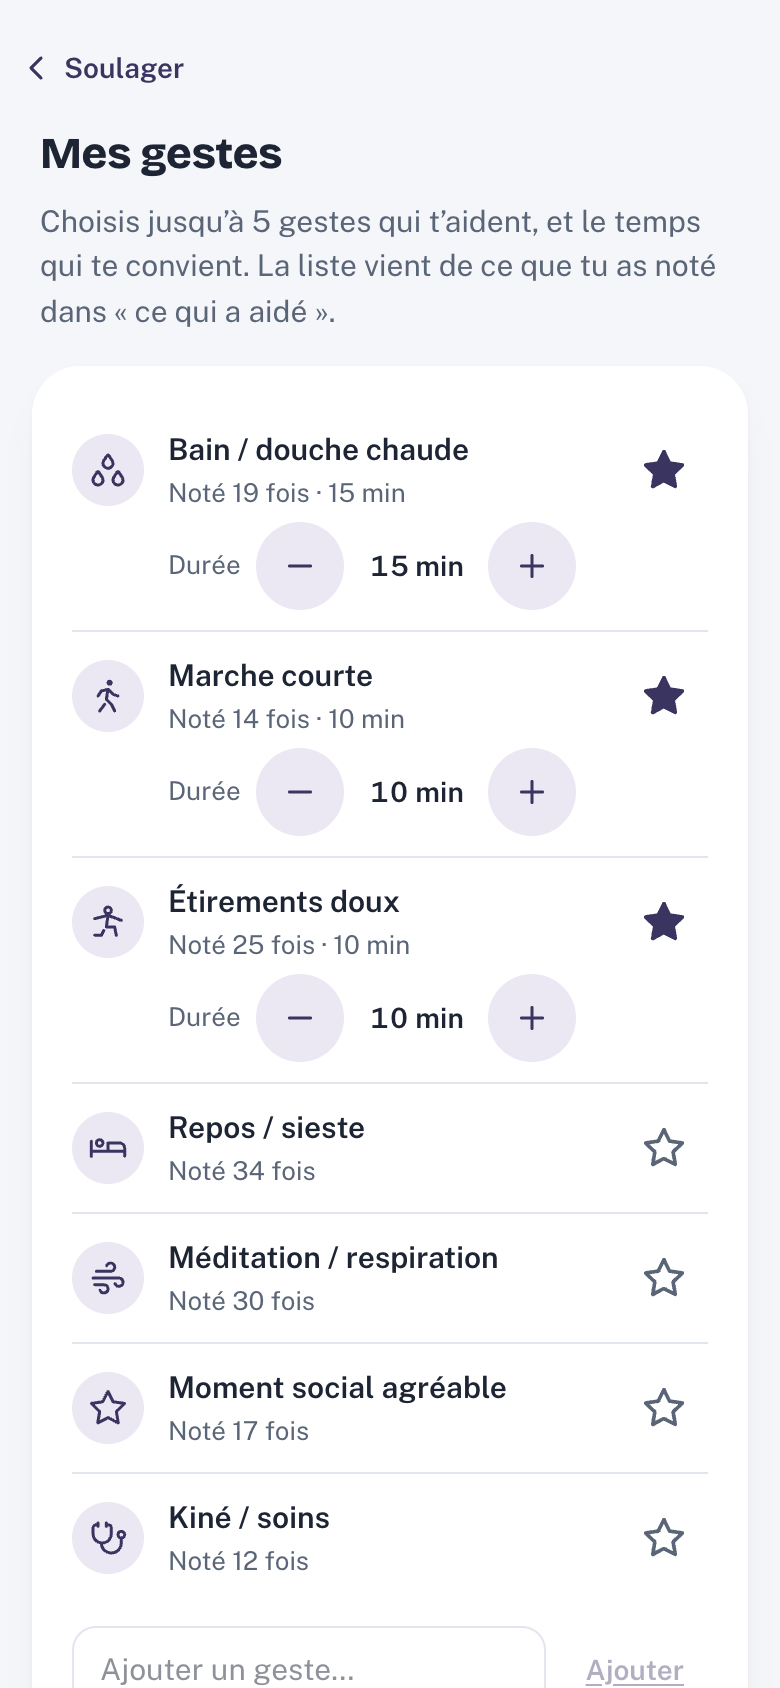 Soulager
Mes gestes
Choisis jusqu’à 5 gestes qui t’aident, et le temps
qui te convient. La liste vient de ce que tu as noté
dans « ce qui a aidé ».
Bain / douche chaude
Noté 19 fois · 15 min
Durée − 15 min +
Marche courte
Noté 14 fois · 10 min
Durée − 10 min +
Étirements doux
Noté 25 fois · 10 min
Durée − 10 min +
Repos / sieste
Noté 34 fois
Méditation / respiration
Noté 30 fois
Moment social agréable
Noté 17 fois
Kiné / soins
Noté 12 fois
Ajouter un geste... Ajouter